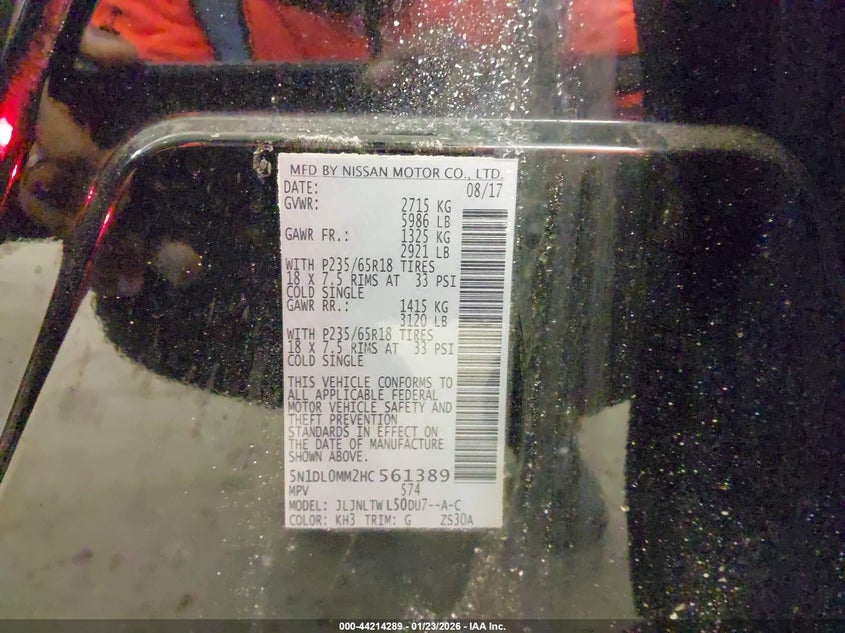 MFD BY NISSAN MOTOR CO., LTD.
DATE: 08/17
GVWR: 2715 KG
5986 LB
GAWR FR.: 1325 KG
2921 LB
WITH P235/65R18 TIRES
18 X 7.5 RIMS AT 33 PSI
COLD SINGLE
GAWR RR.: 1415 KG
3120 LB
WITH P235/65R18 TIRES
18 X 7.5 RIMS AT 33 PSI
COLD SINGLE
THIS VEHICLE CONFORMS TO
ALL APPLICABLE FEDERAL
MOTOR VEHICLE SAFETY AND
THEFT PREVENTION
STANDARDS IN EFFECT ON
THE DATE OF MANUFACTURE
SHOWN ABOVE.
5N1DL0MM2HC561389
MPV 574
MODEL: JLJNLTW L50DU7--A-C
COLOR: KH3 TRIM: G ZS30A
000-44214289 - 01/23/2026 - IAA Inc.